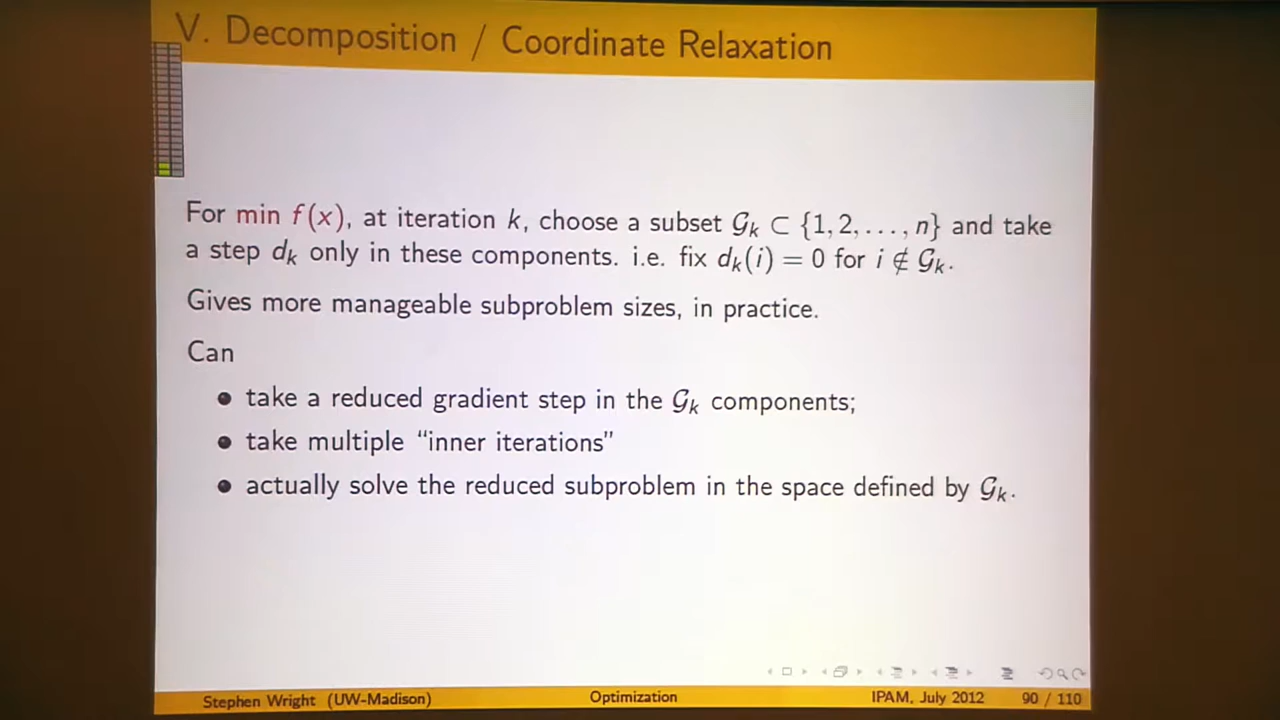 V. Decomposition / Coordinate Relaxation
For min f(x), at iteration k, choose a subset 𝒢ₖ ⊂ {1, 2, . . . , n} and take
a step dₖ only in these components. i.e. fix dₖ(i) = 0 for i ∉ 𝒢ₖ.
Gives more manageable subproblem sizes, in practice.
Can
● take a reduced gradient step in the 𝒢ₖ components;
● take multiple “inner iterations”
● actually solve the reduced subproblem in the space defined by 𝒢ₖ.
Stephen Wright (UW-Madison) Optimization IPAM, July 2012 90 / 110